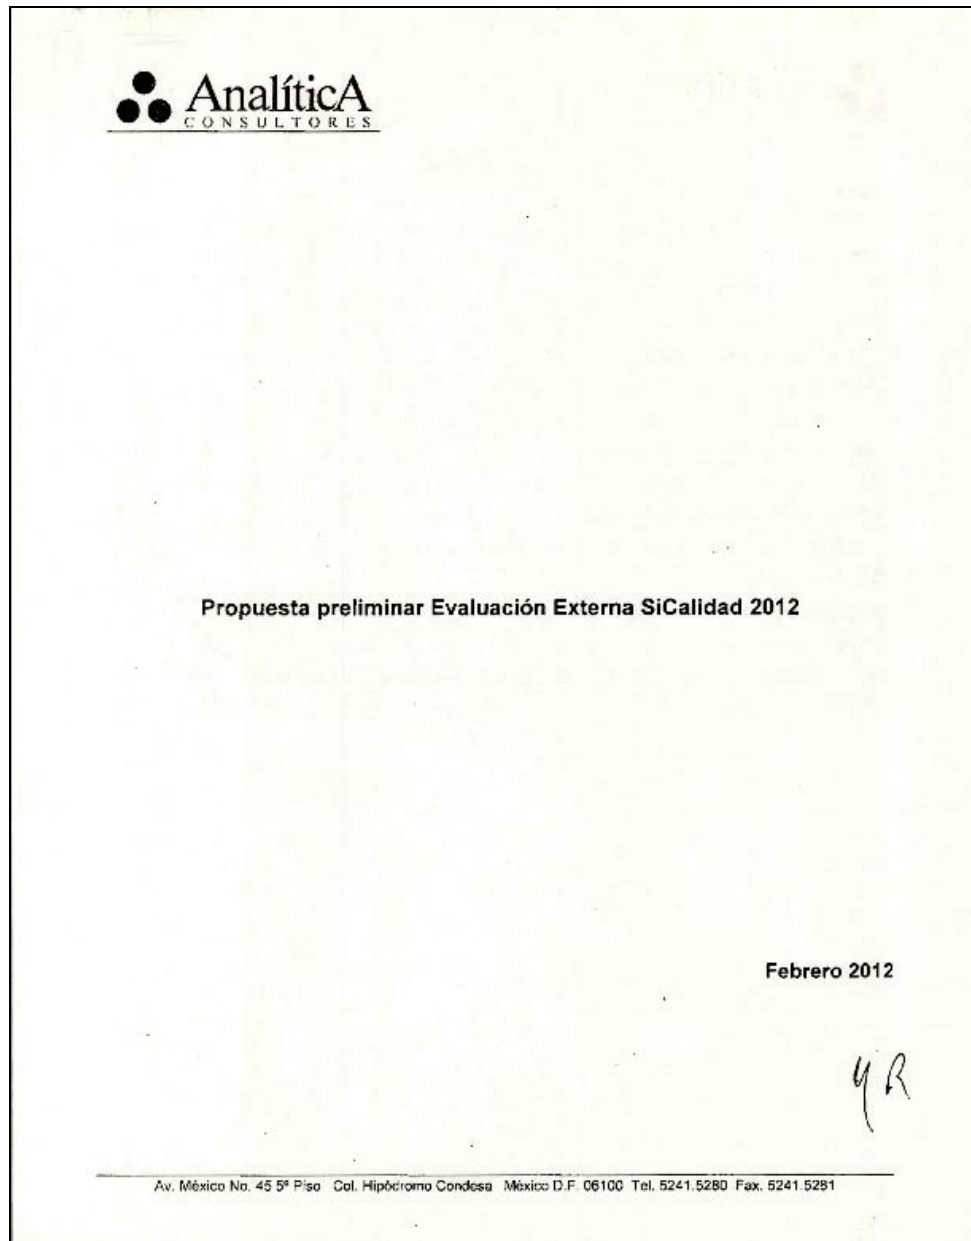 AnalíticA
CONSULTORES
Propuesta preliminar Evaluación Externa SiCalidad 2012
Febrero 2012
Av. México No. 45 5º Piso Col. Hipódromo Condesa México D.F. 06100 Tel. 5241.5280 Fax. 5241.5281